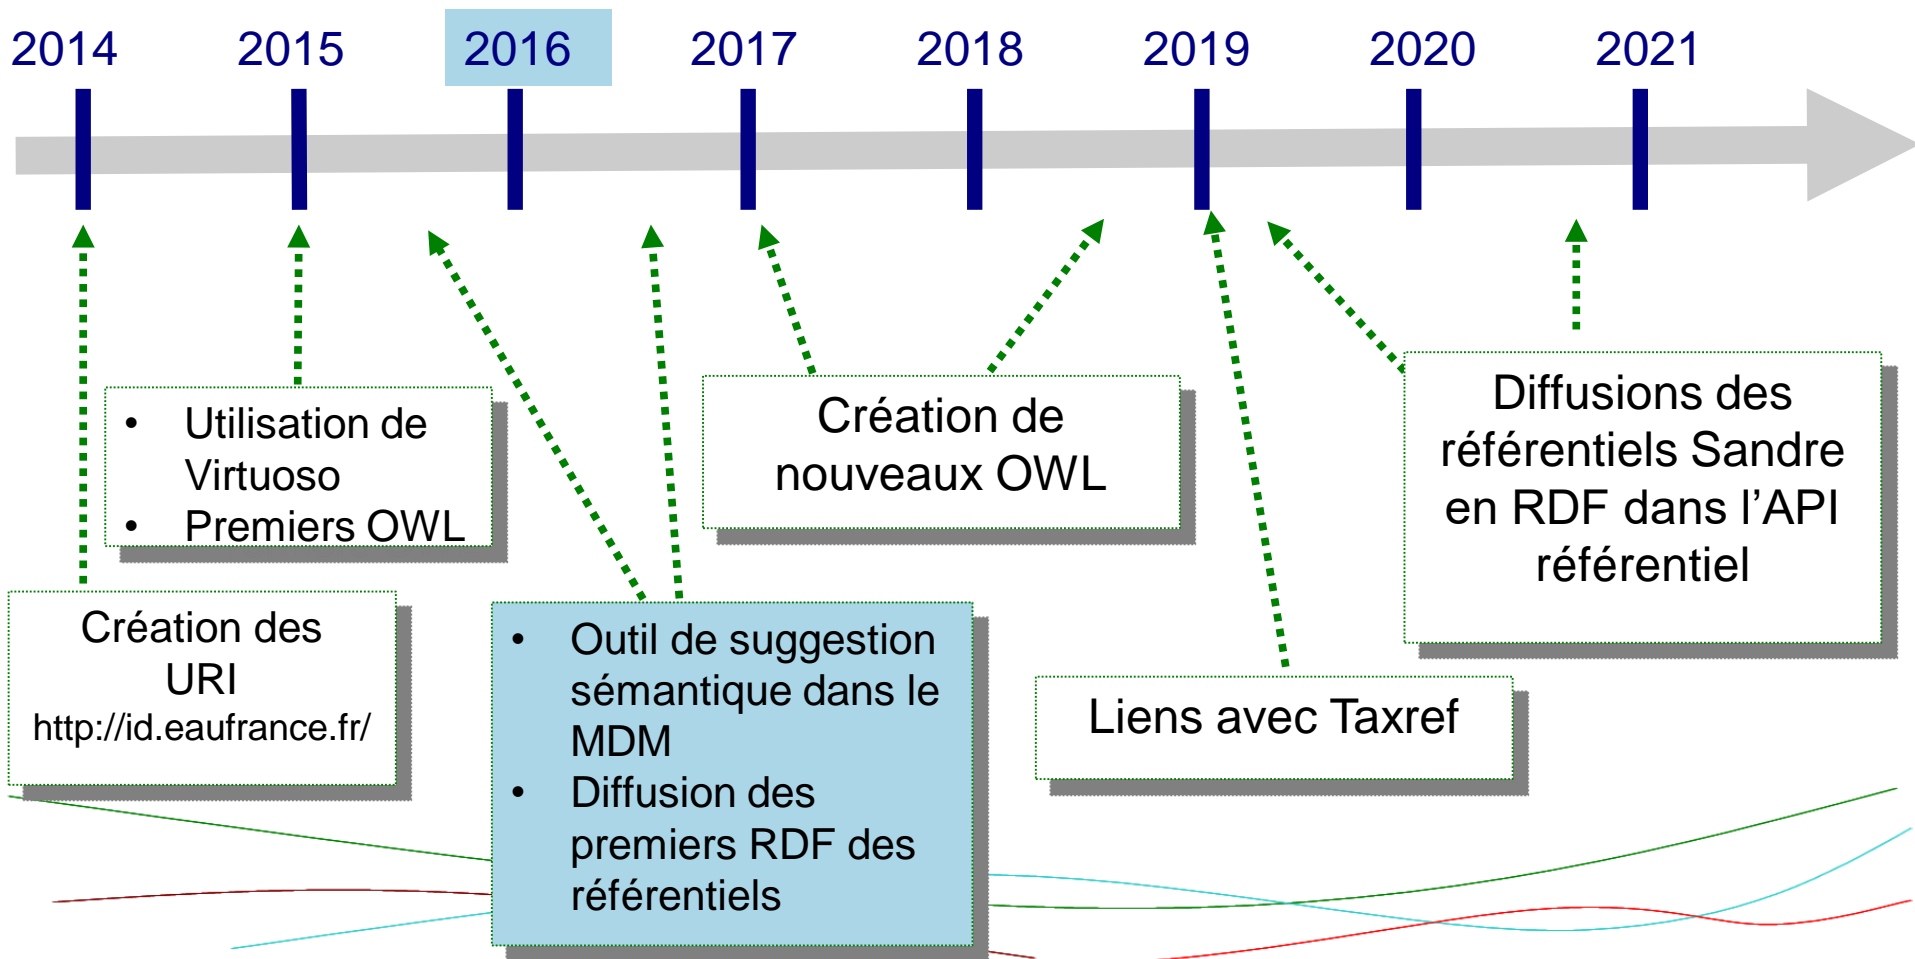 2014 2015 2016 2017 2018 2019 2020 2021
• Utilisation de
Virtuoso
• Premiers OWL
Création des
URI
http://id.eaufrance.fr/
• Outil de suggestion
sémantique dans le
MDM
• Diffusion des
premiers RDF des
référentiels
Création de
nouveaux OWL
Liens avec Taxref
Diffusions des
référentiels Sandre
en RDF dans l’API
référentiel